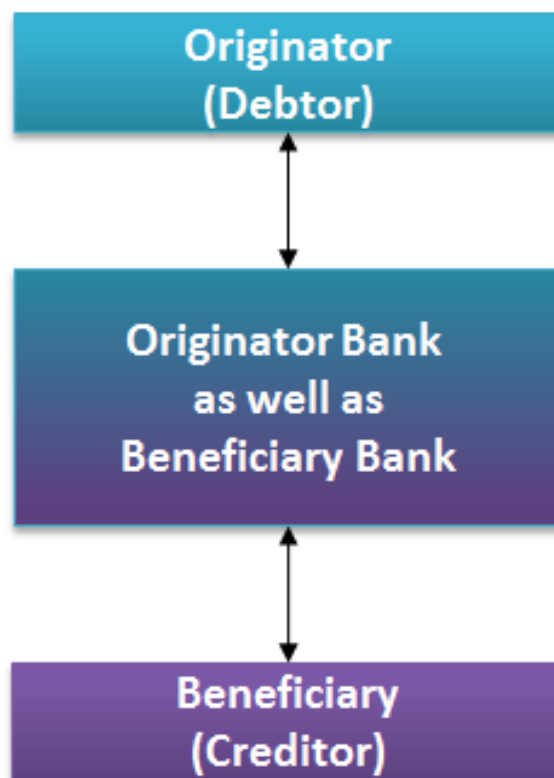 Originator
(Debtor)
Originator Bank
as well as
Beneficiary Bank
Beneficiary
(Creditor)